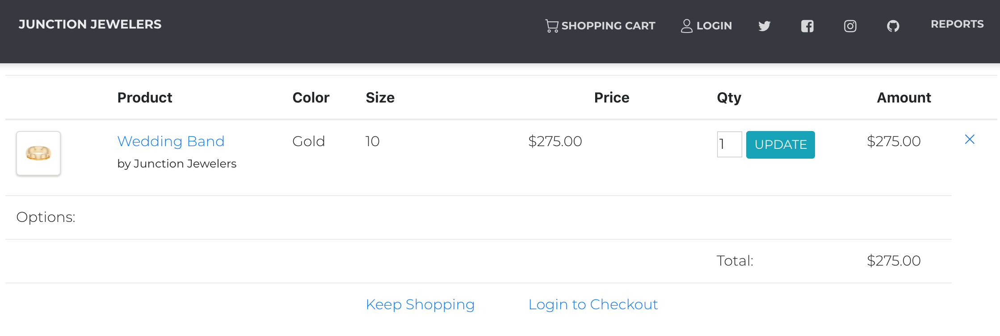 JUNCTION JEWELERS SHOPPING CART LOGIN REPORTS
Product Color Size Price Qty Amount
Wedding Band Gold 10 $275.00 1 UPDATE $275.00
by Junction Jewelers
Options:
Total: $275.00
Keep Shopping Login to Checkout